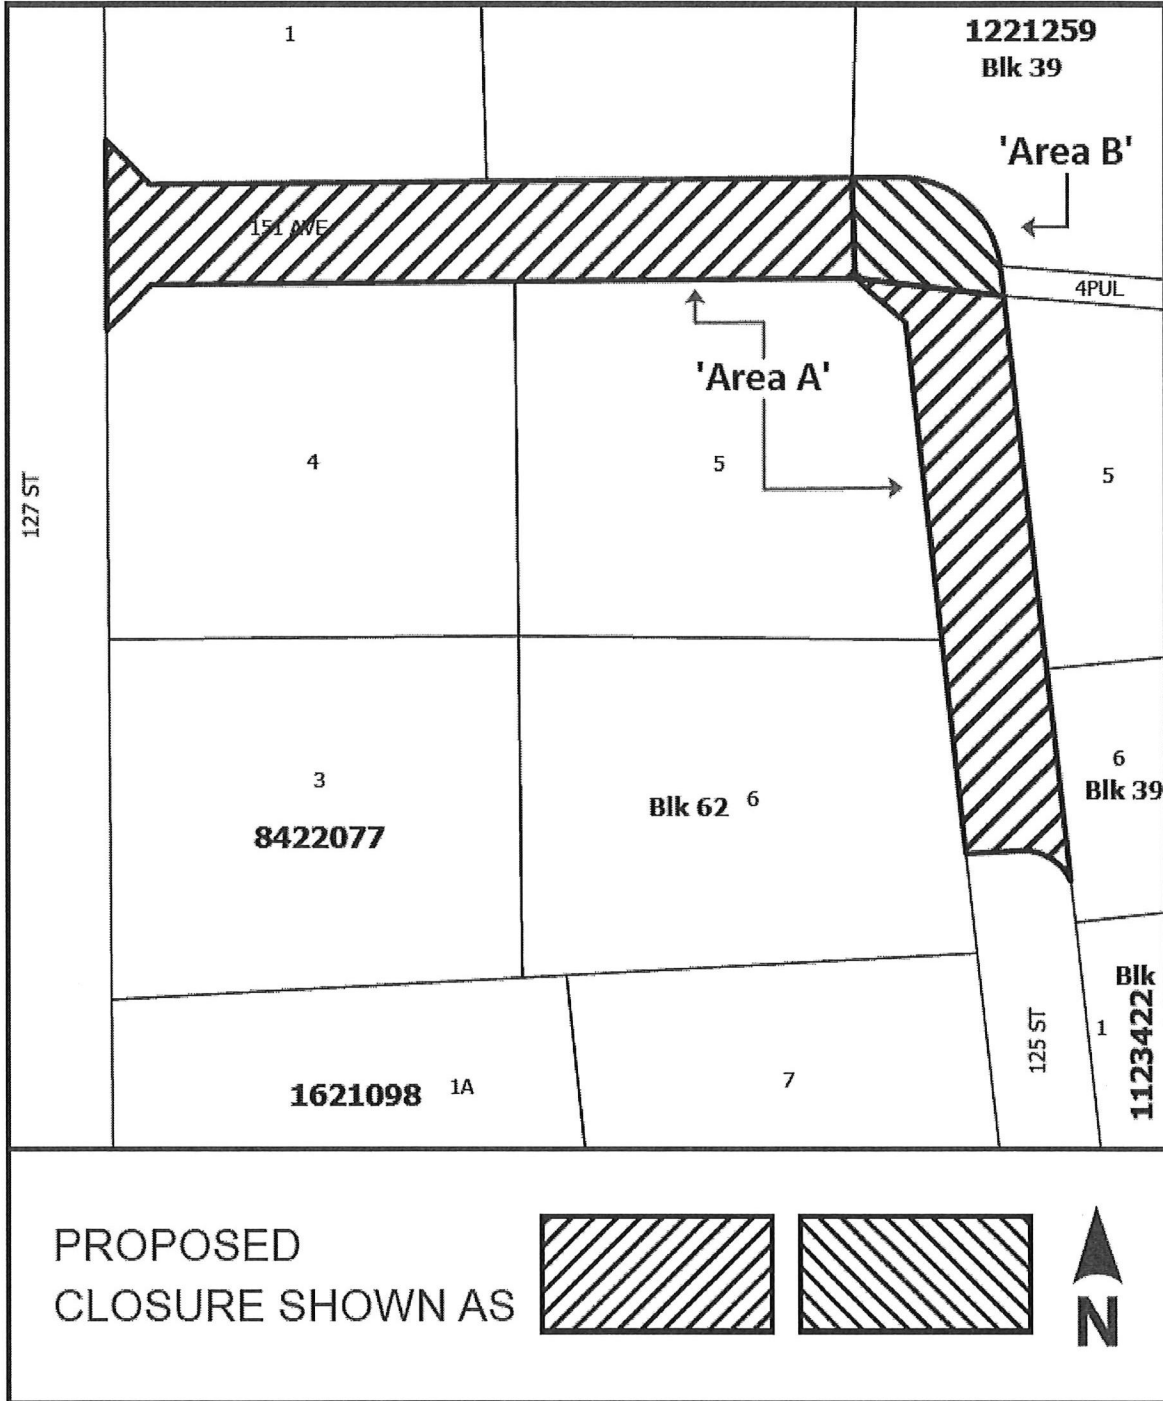 1
1221259
Blk 39
'Area B'
151 AVE
4PUL
'Area A'
4
5
5
127 ST
3
8422077
Blk 62 6
6
Blk 39
Blk
1
1123422
125 ST
1621098 1A
7
PROPOSED
CLOSURE SHOWN AS
N